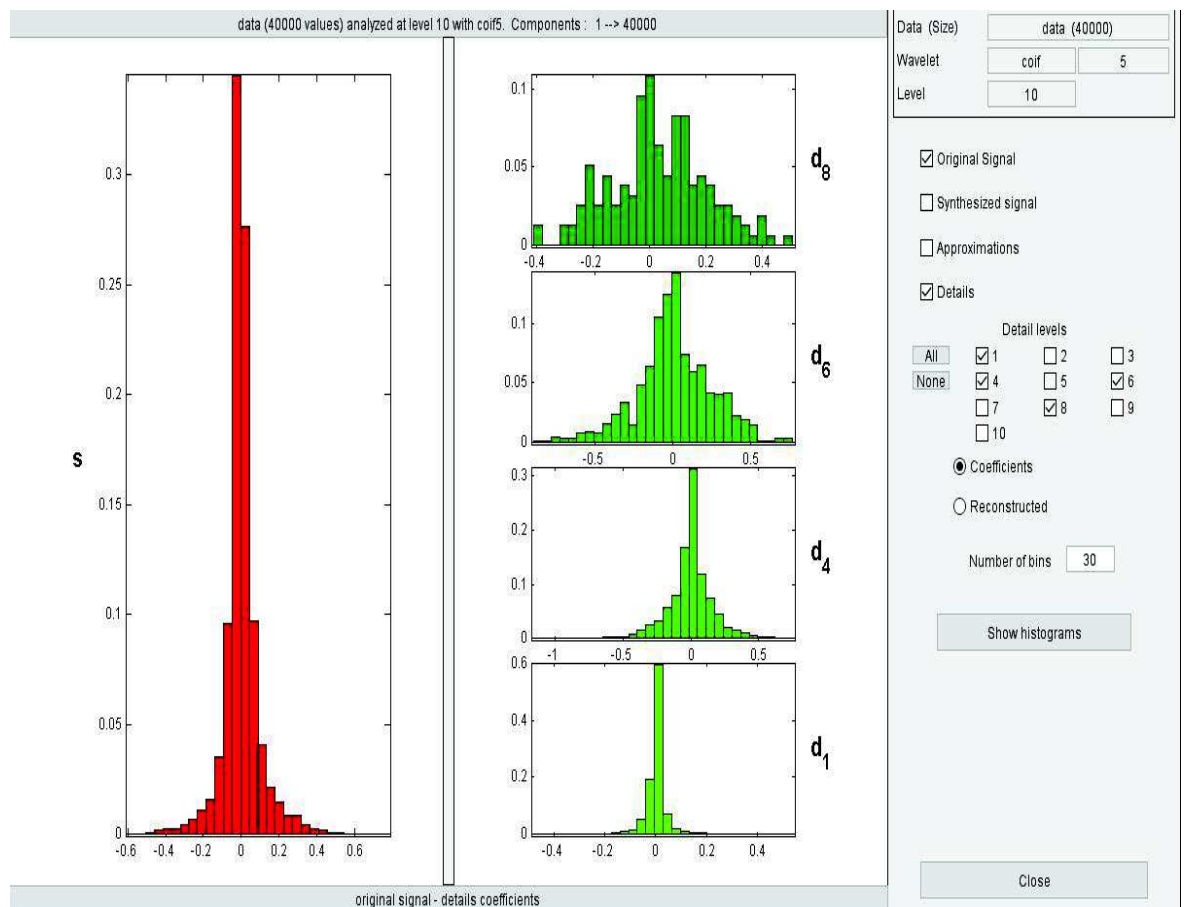 data (40000 values) analyzed at level 10 with coif5. Components : 1 --> 40000
s
0.3
0.25
0.2
0.15
0.1
0.05
0
-0.6 -0.4 -0.2 0 0.2 0.4 0.6
0.1
0.05
0
-0.4 -0.2 0 0.2 0.4
d8
0.1
0.05
0
-0.5 0 0.5
d6
0.3
0.2
0.1
0
-1 -0.5 0 0.5
d4
0.6
0.4
0.2
0
-0.4 -0.2 0 0.2 0.4
d1
original signal - details coefficients
Data (Size) data (40000)
Wavelet coif 5
Level 10
Original Signal
Synthesized signal
Approximations
Details
Detail levels
All 1 2 3
None 4 5 6
7 8 9
10
Coefficients
Reconstructed
Number of bins 30
Show histograms
Close